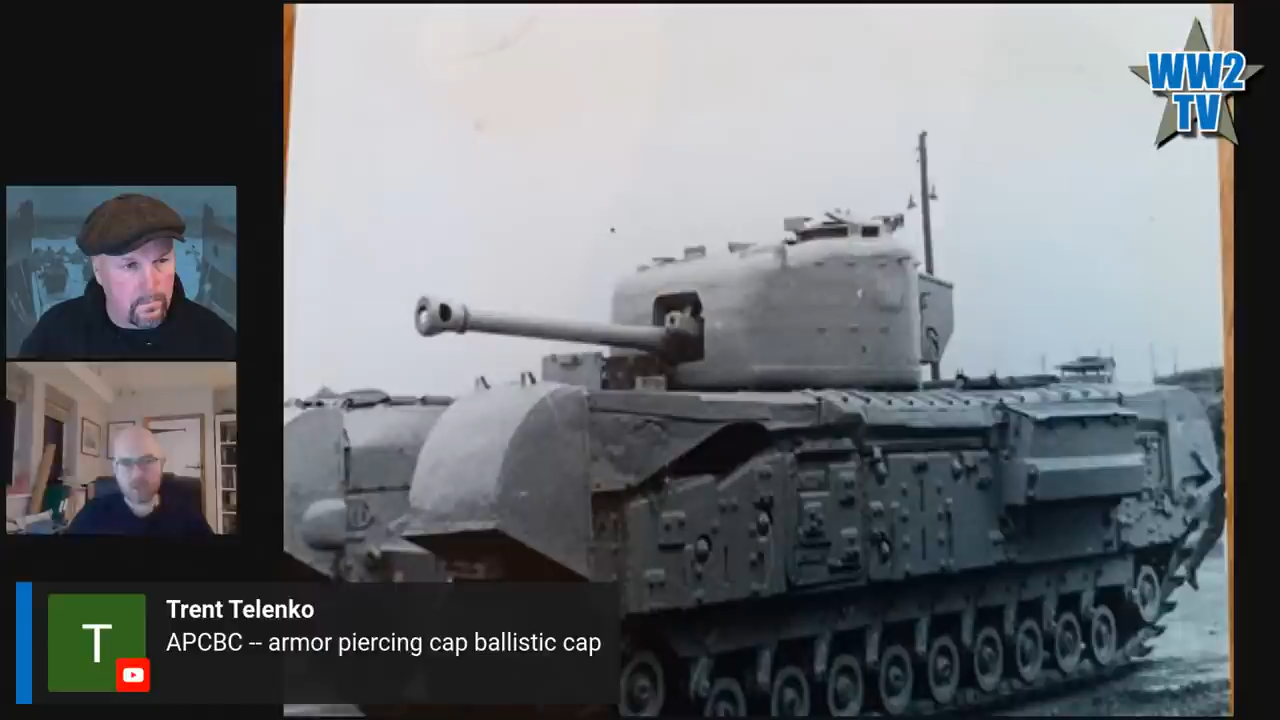 WW2
TV
T
Trent Telenko
APCBC -- armor piercing cap ballistic cap